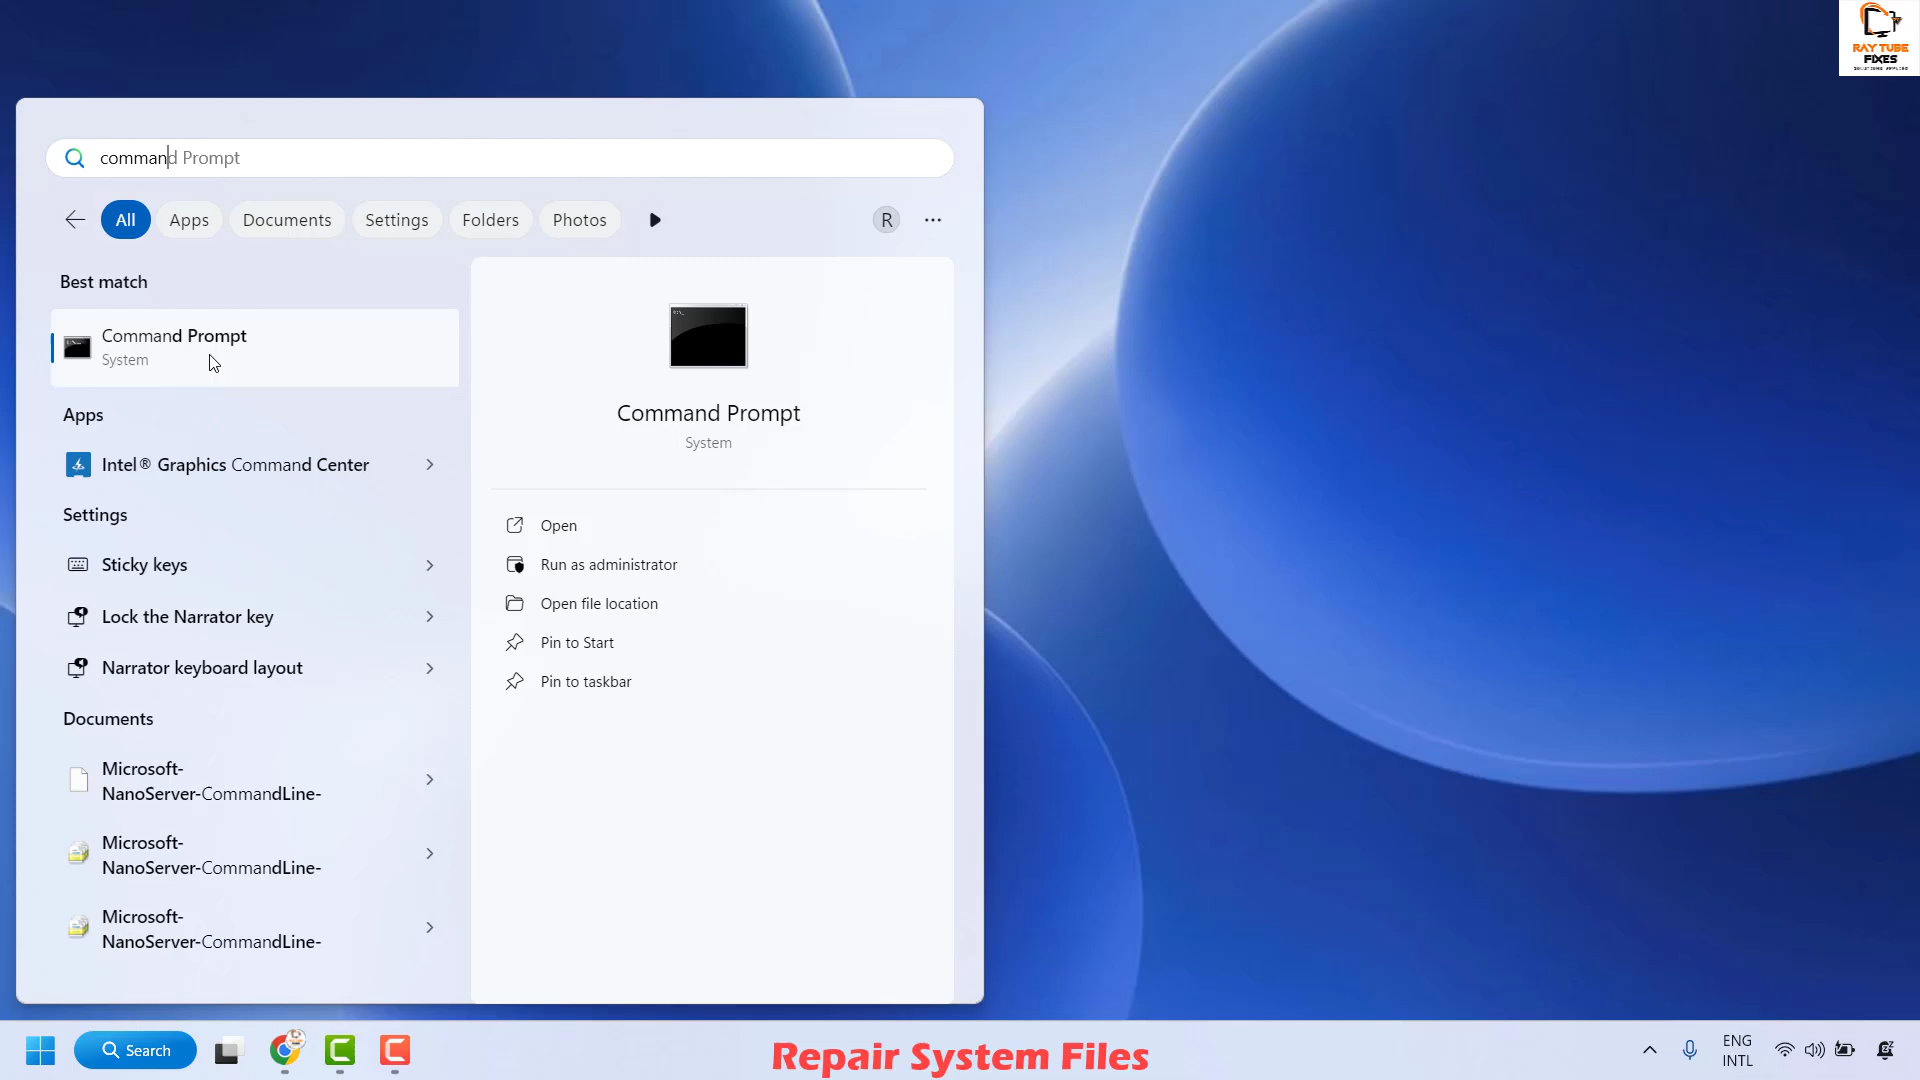 RAY TUBE
FIXES
command Prompt
All
Apps
Documents
Settings
Folders
Photos
R
Best match
Command Prompt
System
Apps
Intel® Graphics Command Center
Settings
Sticky keys
Lock the Narrator key
Narrator keyboard layout
Documents
Microsoft-
NanoServer-CommandLine-
Microsoft-
NanoServer-CommandLine-
Microsoft-
NanoServer-CommandLine-
Command Prompt
System
Open
Run as administrator
Open file location
Pin to Start
Pin to taskbar
Search
Repair System Files
ENG
INTL